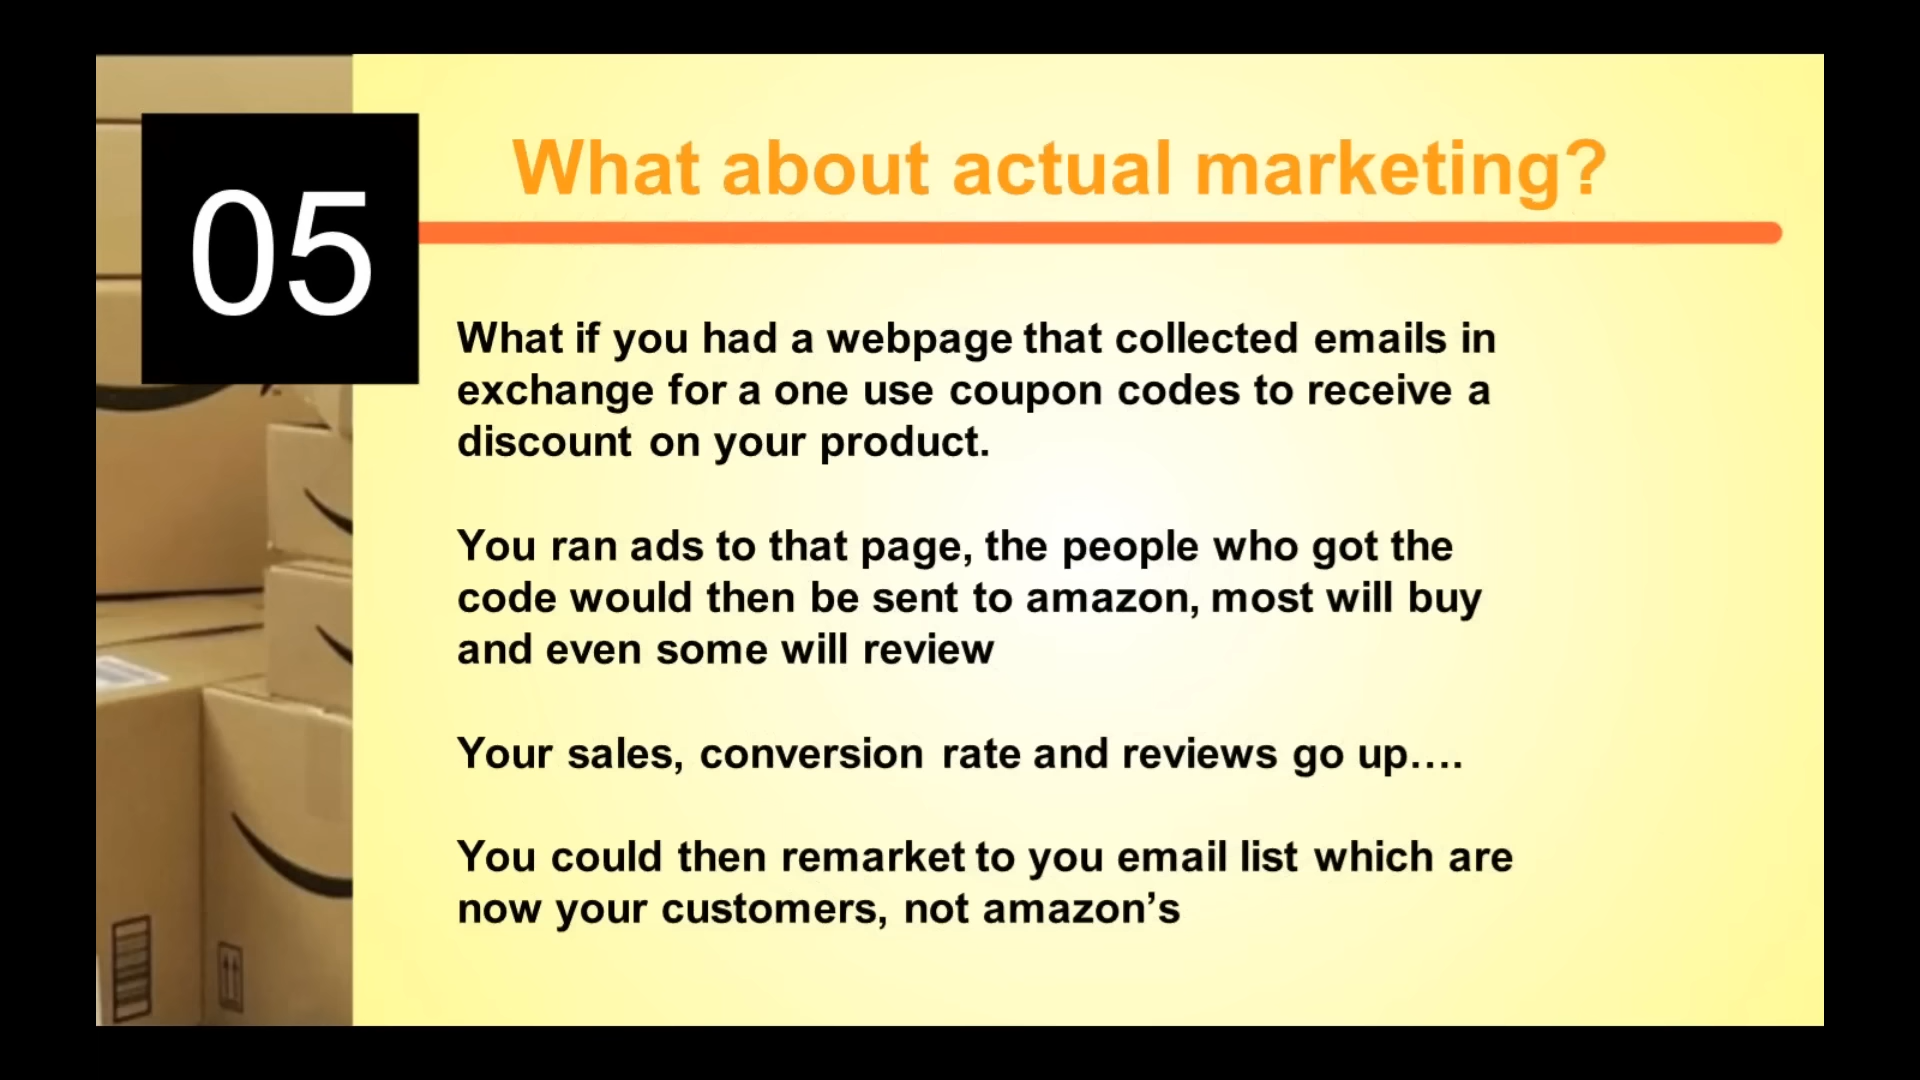 05
What about actual marketing?
What if you had a webpage that collected emails in
exchange for a one use coupon codes to receive a
discount on your product.
You ran ads to that page, the people who got the
code would then be sent to amazon, most will buy
and even some will review
Your sales, conversion rate and reviews go up….
You could then remarket to you email list which are
now your customers, not amazon’s